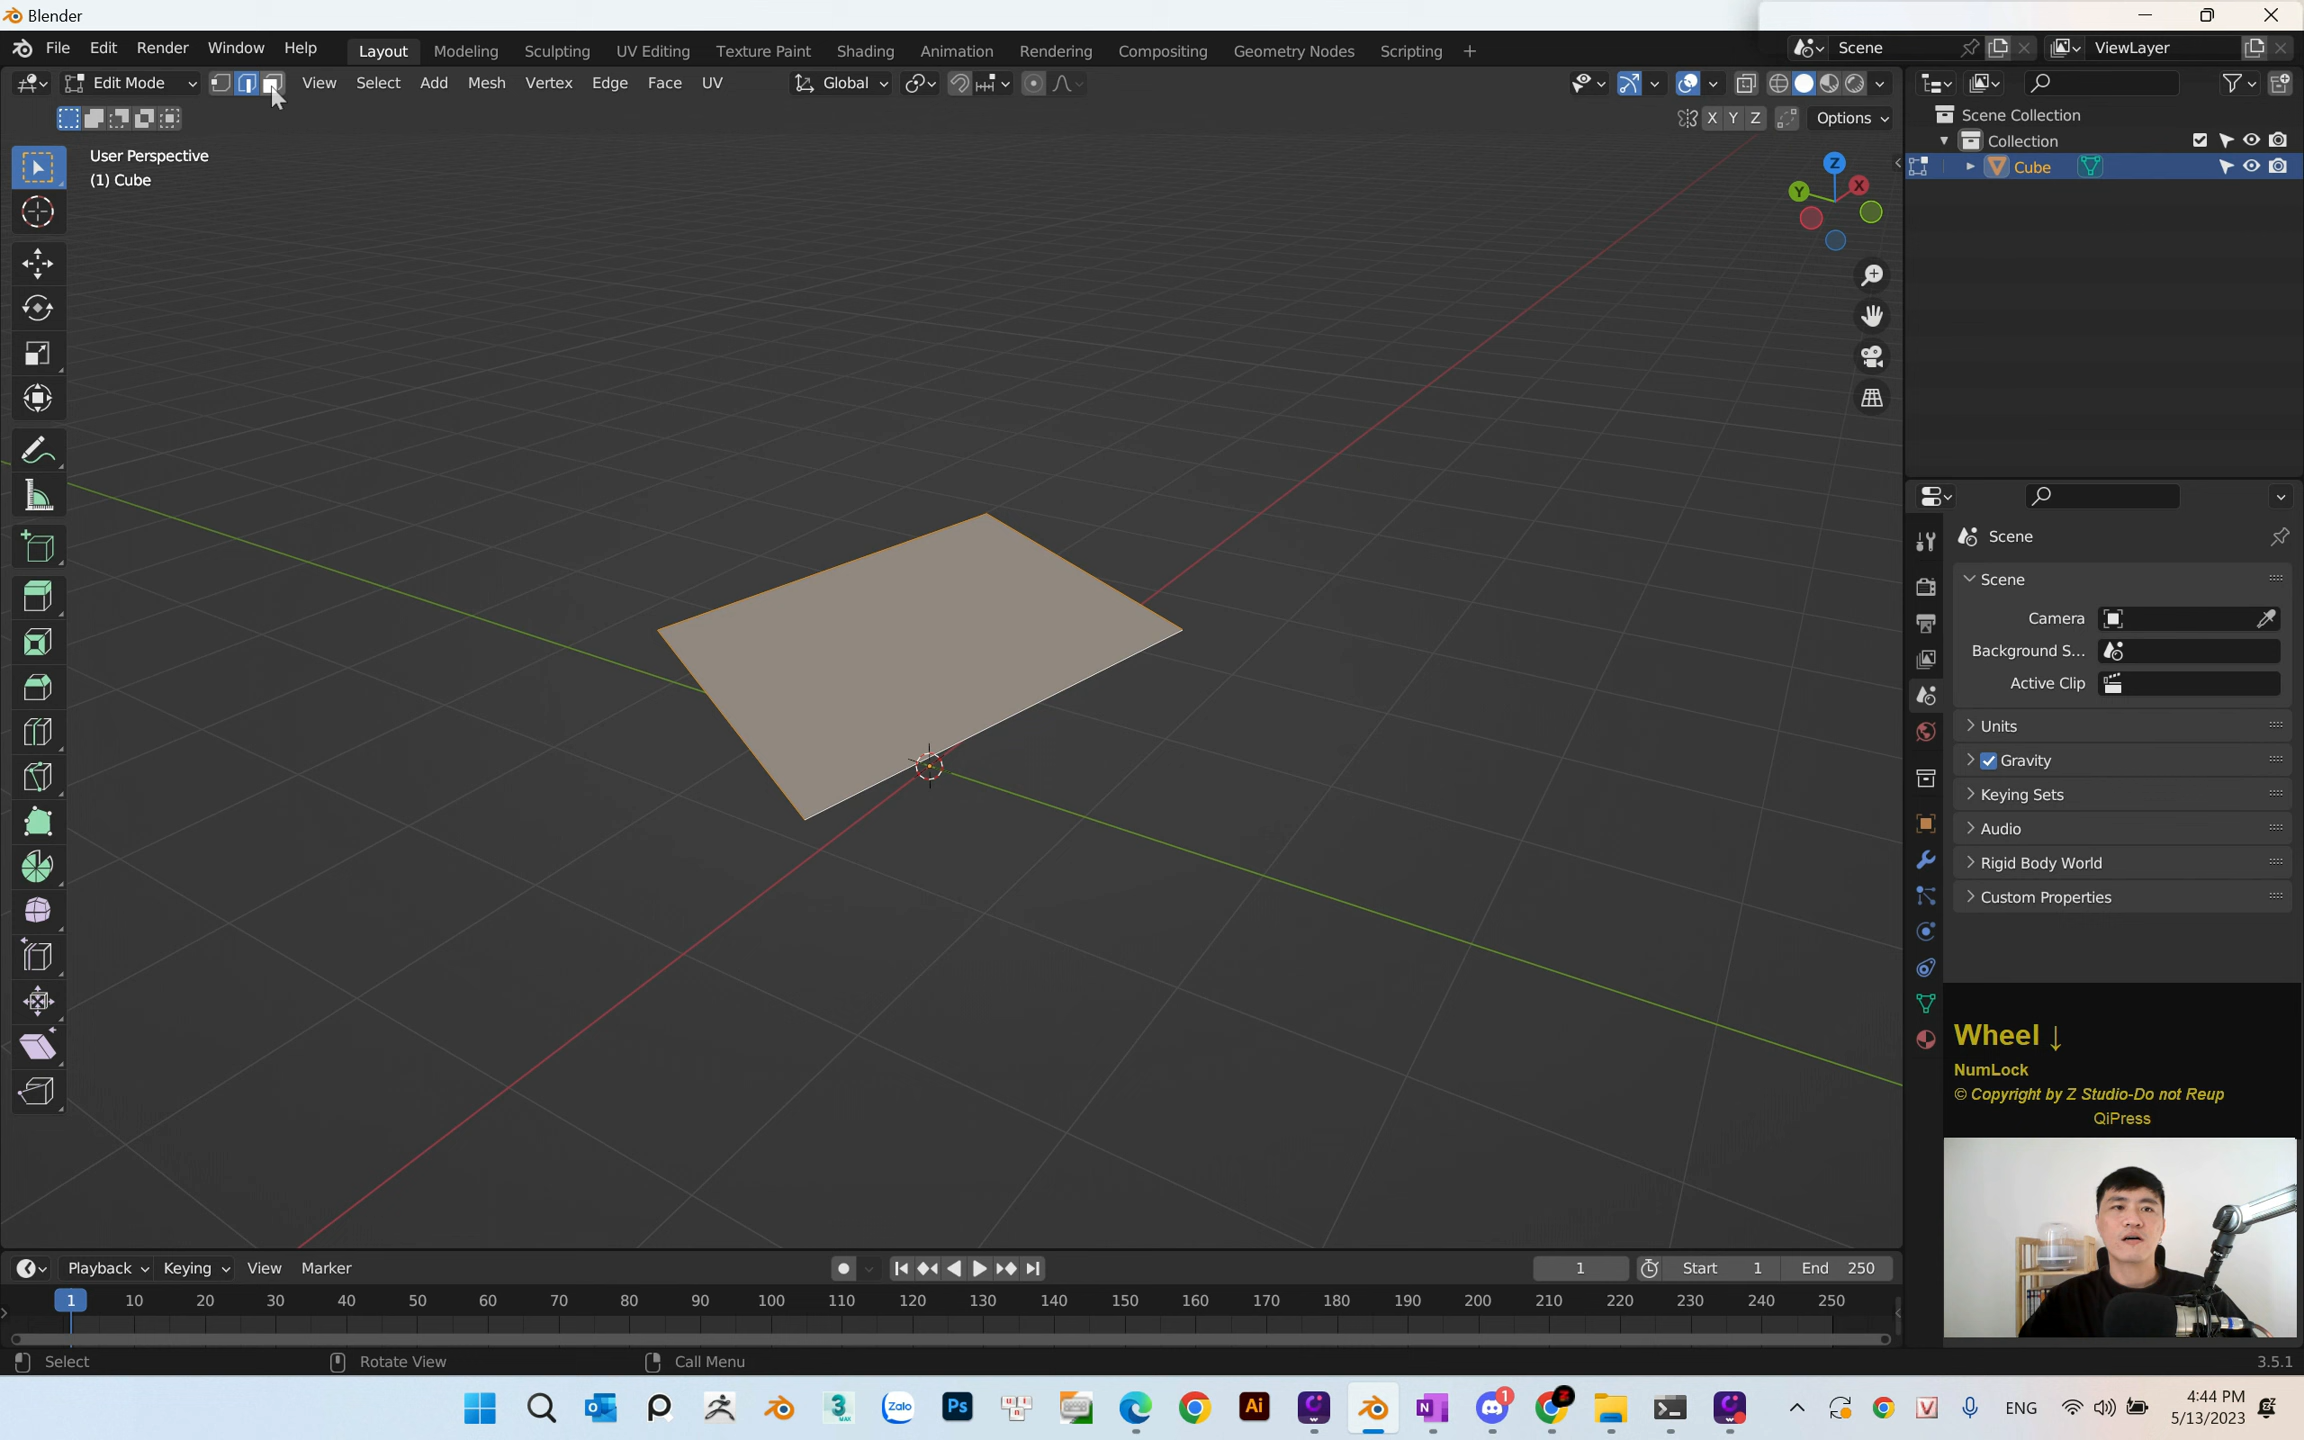 Blender
File Edit Render Window Help Layout Modeling Sculpting UV Editing Texture Paint Shading Animation Rendering Compositing Geometry Nodes Scripting + Scene ViewLayer
Edit Mode View Select Add Mesh Vertex Edge Face UV Global
X Y Z Options
User Perspective
(1) Cube
Z
Y X
Scene Collection
Collection
Cube
Scene
Scene
Camera
Background S...
Active Clip
Units
Gravity
Keying Sets
Audio
Rigid Body World
Custom Properties
Wheel ↓
NumLock
© Copyright by Z Studio-Do not Reup
QiPress
Playback Keying View Marker 1 Start 1 End 250
1 10 20 30 40 50 60 70 80 90 100 110 120 130 140 150 160 170 180 190 200 210 220 230 240 250
Select Rotate View Call Menu 3.5.1
3 Zalo Ps Ai N 1 Z V ENG 4:44 PM
5/13/2023